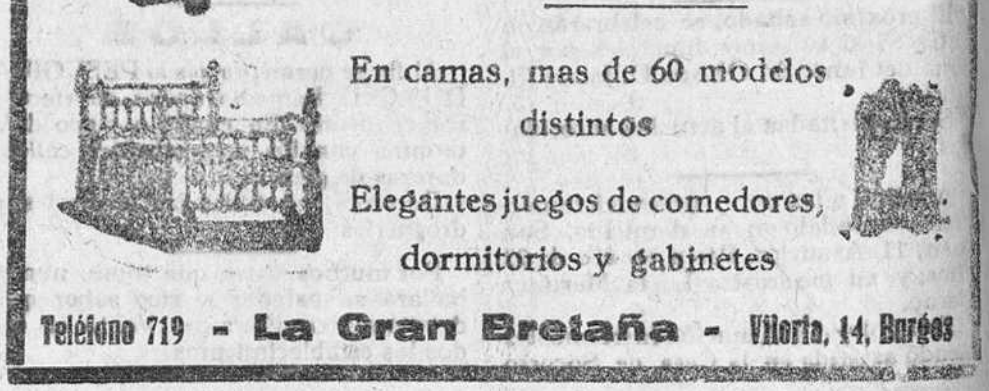 En camas, mas de 60 modelos
distintos
Elegantes juegos de comedores,
dormitorios y gabinetes
Teléfono 719 - La Gran Bretaña - Vitoria, 14, Burgos